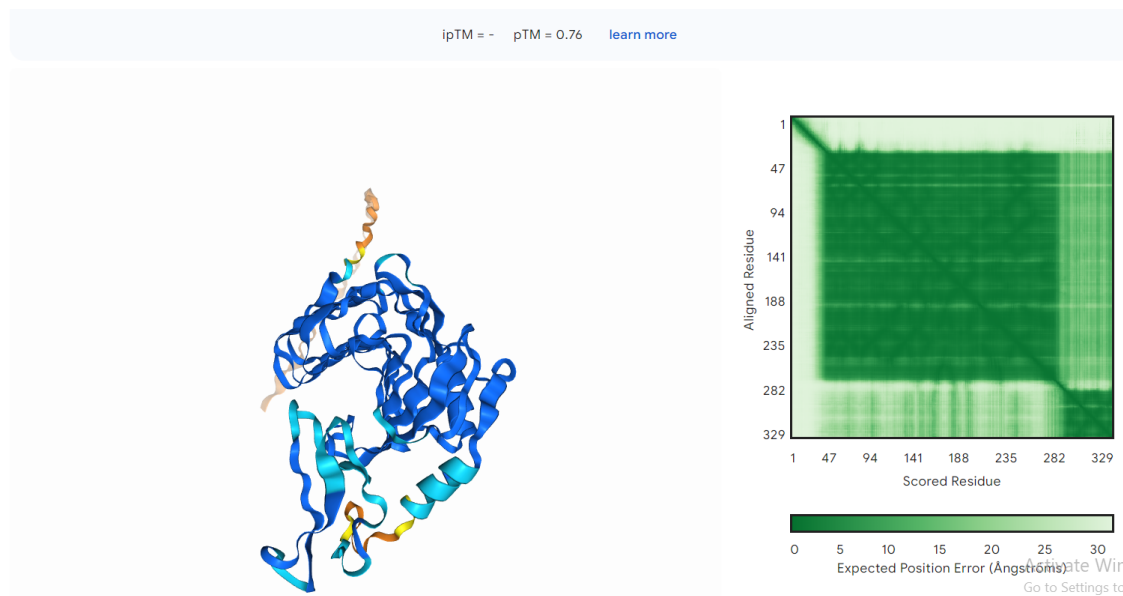 ipTM = - pTM = 0.76 learn more
1
47
94
141
188
235
282
329
Aligned Residue
1 47 94 141 188 235 282 329
Scored Residue
0 5 10 15 20 25 30
Expected Position Error (Ångströms)
Activate Win
Go to Settings to